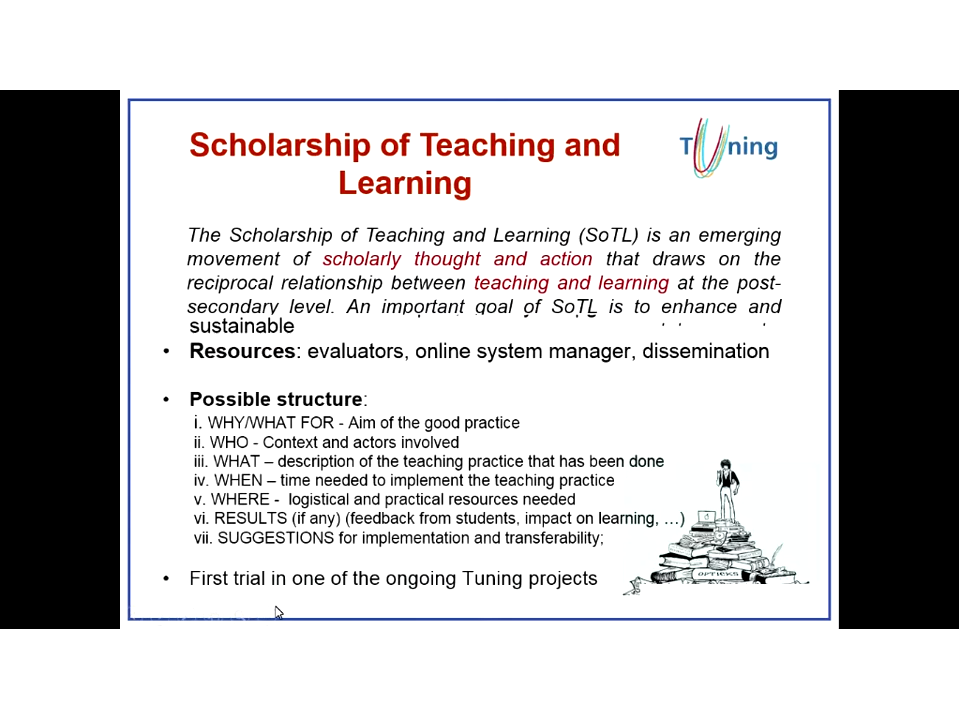 Scholarship of Teaching and
Learning
TUning
The Scholarship of Teaching and Learning (SoTL) is an emerging
movement of scholarly thought and action that draws on the
reciprocal relationship between teaching and learning at the post-
secondary level. An important goal of SoTL is to enhance and
sustainable
• Resources: evaluators, online system manager, dissemination
• Possible structure:
i. WHY/WHAT FOR - Aim of the good practice
ii. WHO - Context and actors involved
iii. WHAT – description of the teaching practice that has been done
iv. WHEN – time needed to implement the teaching practice
v. WHERE - logistical and practical resources needed
vi. RESULTS (if any) (feedback from students, impact on learning, …)
vii. SUGGESTIONS for implementation and transferability;
OPTICKS
• First trial in one of the ongoing Tuning projects